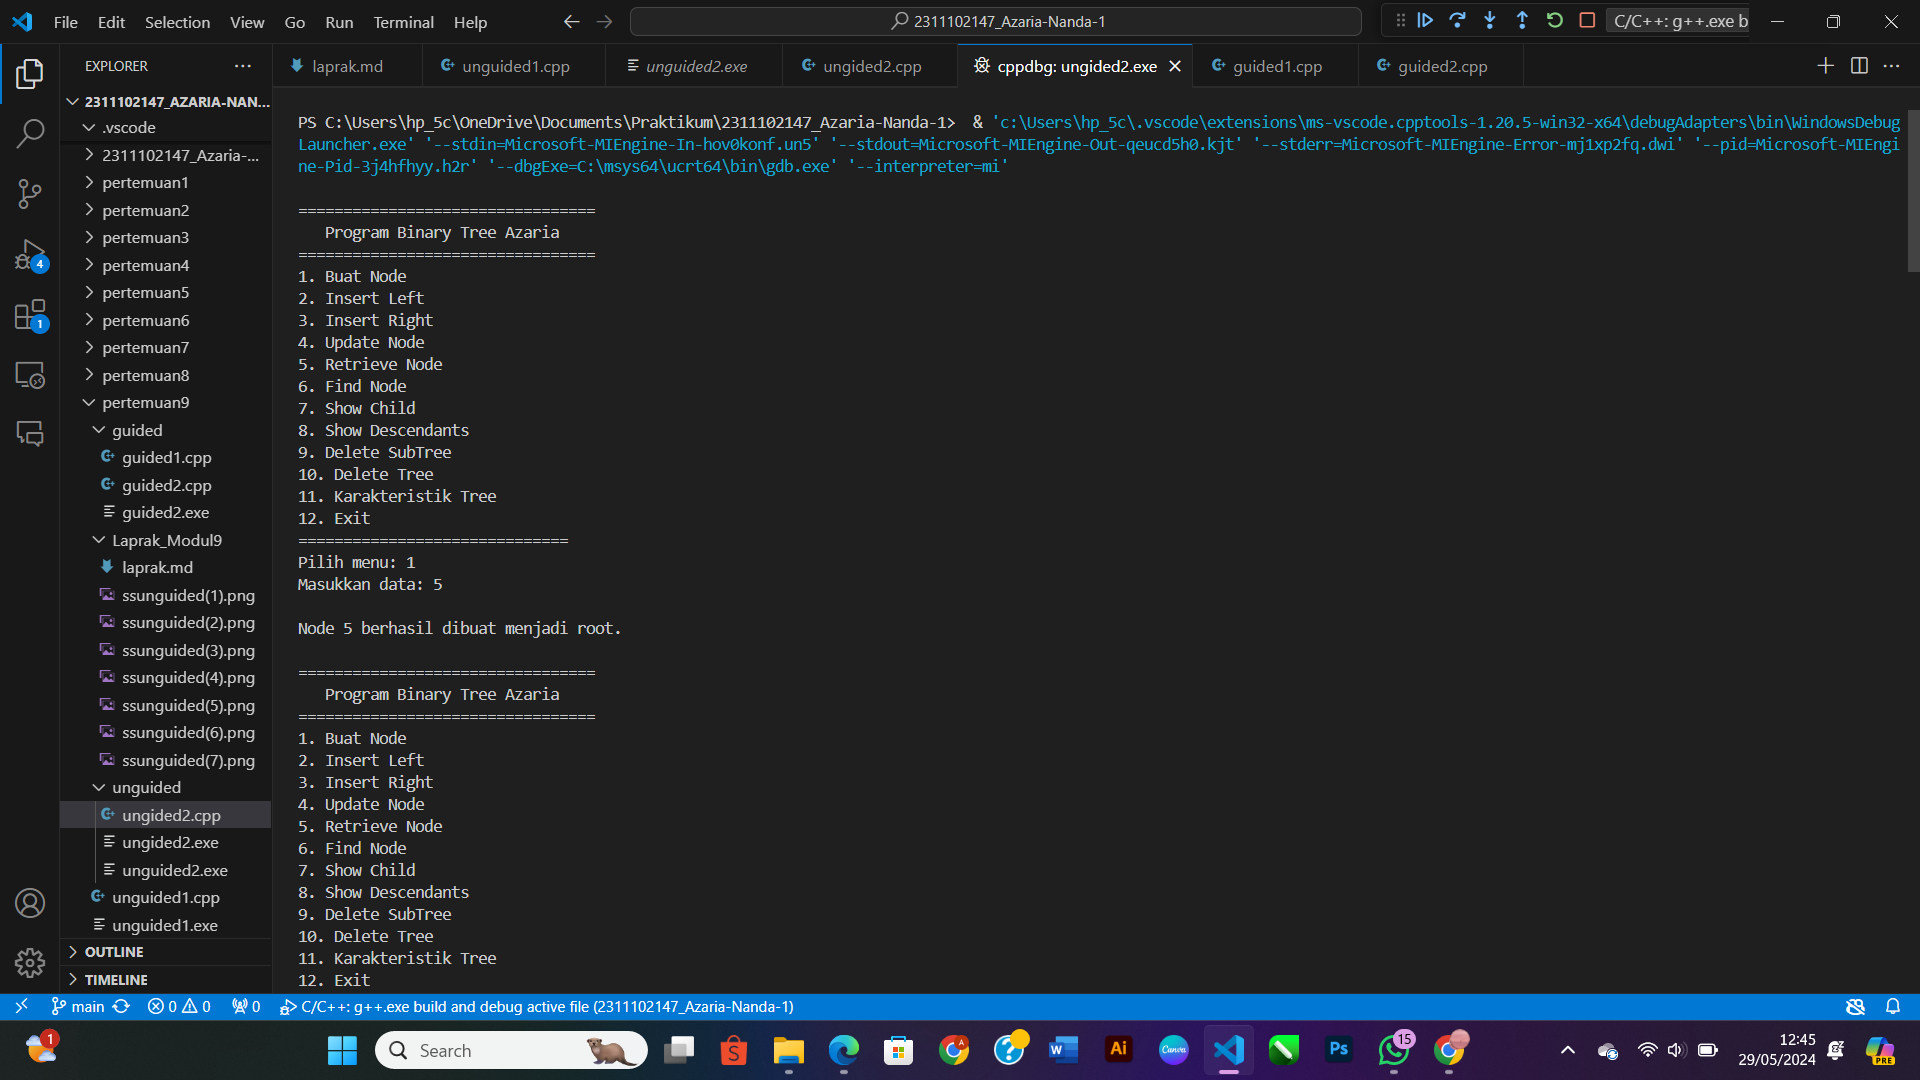 File Edit Selection View Go Run Terminal Help
2311102147_Azaria-Nanda-1
C/C++: g++.exe b
EXPLORER
laprak.md
unguided1.cpp
unguided2.exe
ungided2.cpp
cppdbg: ungided2.exe
guided1.cpp
guided2.cpp
2311102147_AZARIA-NAN...
.vscode
2311102147_Azaria-...
pertemuan1
pertemuan2
pertemuan3
pertemuan4
pertemuan5
pertemuan6
pertemuan7
pertemuan8
pertemuan9
guided
guided1.cpp
guided2.cpp
guided2.exe
Laprak_Modul9
laprak.md
ssunguided(1).png
ssunguided(2).png
ssunguided(3).png
ssunguided(4).png
ssunguided(5).png
ssunguided(6).png
ssunguided(7).png
unguided
ungided2.cpp
ungided2.exe
unguided2.exe
unguided1.cpp
unguided1.exe
OUTLINE
TIMELINE
4
1
PS C:\Users\hp_5c\OneDrive\Documents\Praktikum\2311102147_Azaria-Nanda-1>  & 'c:\Users\hp_5c\.vscode\extensions\ms-vscode.cpptools-1.20.5-win32-x64\debugAdapters\bin\WindowsDebug
Launcher.exe' '--stdin=Microsoft-MIEngine-In-hov0konf.un5' '--stdout=Microsoft-MIEngine-Out-qeucd5h0.kjt' '--stderr=Microsoft-MIEngine-Error-mj1xp2fq.dwi' '--pid=Microsoft-MIEngi
ne-Pid-3j4hfhyy.h2r' '--dbgExe=C:\msys64\ucrt64\bin\gdb.exe' '--interpreter=mi'
=================================
Program Binary Tree Azaria
=================================
1. Buat Node
2. Insert Left
3. Insert Right
4. Update Node
5. Retrieve Node
6. Find Node
7. Show Child
8. Show Descendants
9. Delete SubTree
10. Delete Tree
11. Karakteristik Tree
12. Exit
==============================
Pilih menu: 1
Masukkan data: 5
Node 5 berhasil dibuat menjadi root.
=================================
Program Binary Tree Azaria
=================================
1. Buat Node
2. Insert Left
3. Insert Right
4. Update Node
5. Retrieve Node
6. Find Node
7. Show Child
8. Show Descendants
9. Delete SubTree
10. Delete Tree
11. Karakteristik Tree
12. Exit
main 0 0 0 C/C++: g++.exe build and debug active file (2311102147_Azaria-Nanda-1)
1
Search
A
Ai
Canva
Ps
15
12:45
29/05/2024
PRE